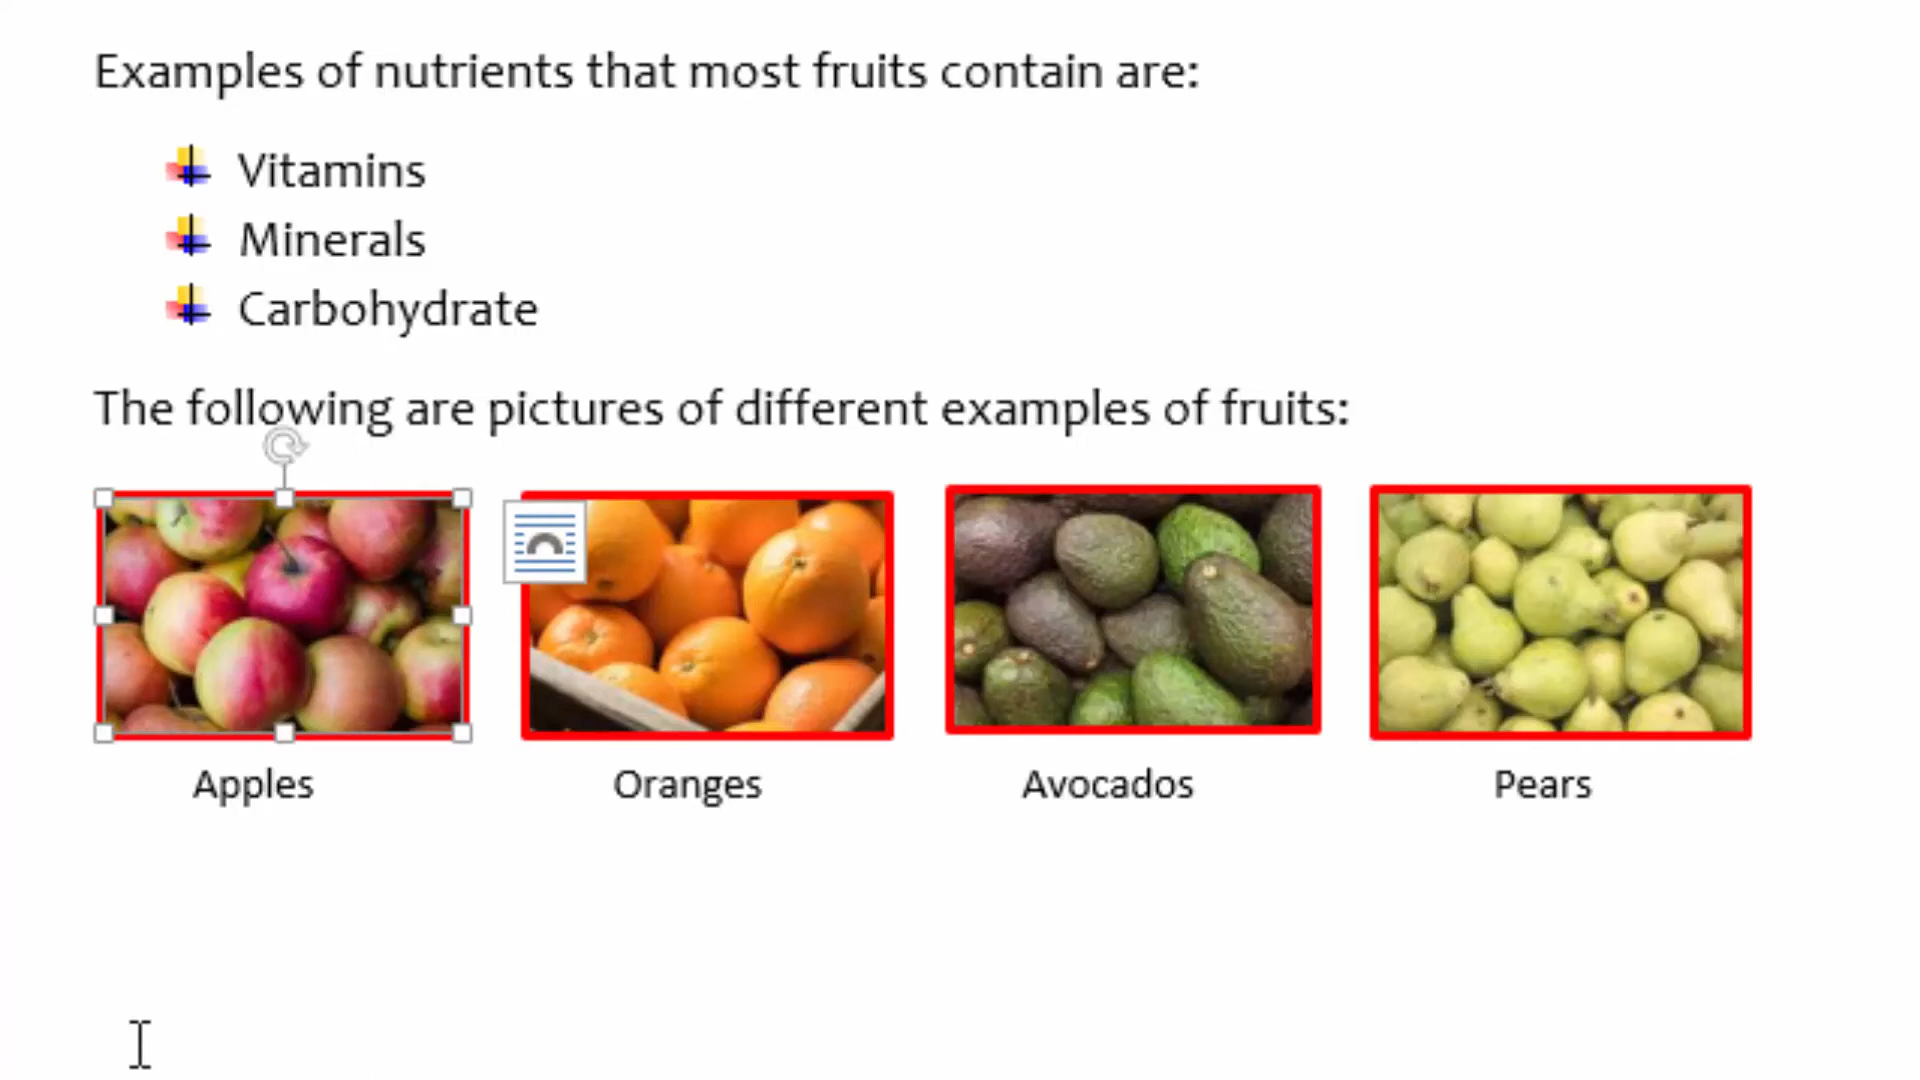 Examples of nutrients that most fruits contain are:
Vitamins
Minerals
Carbohydrate
The following are pictures of different examples of fruits:
Apples Oranges Avocados Pears